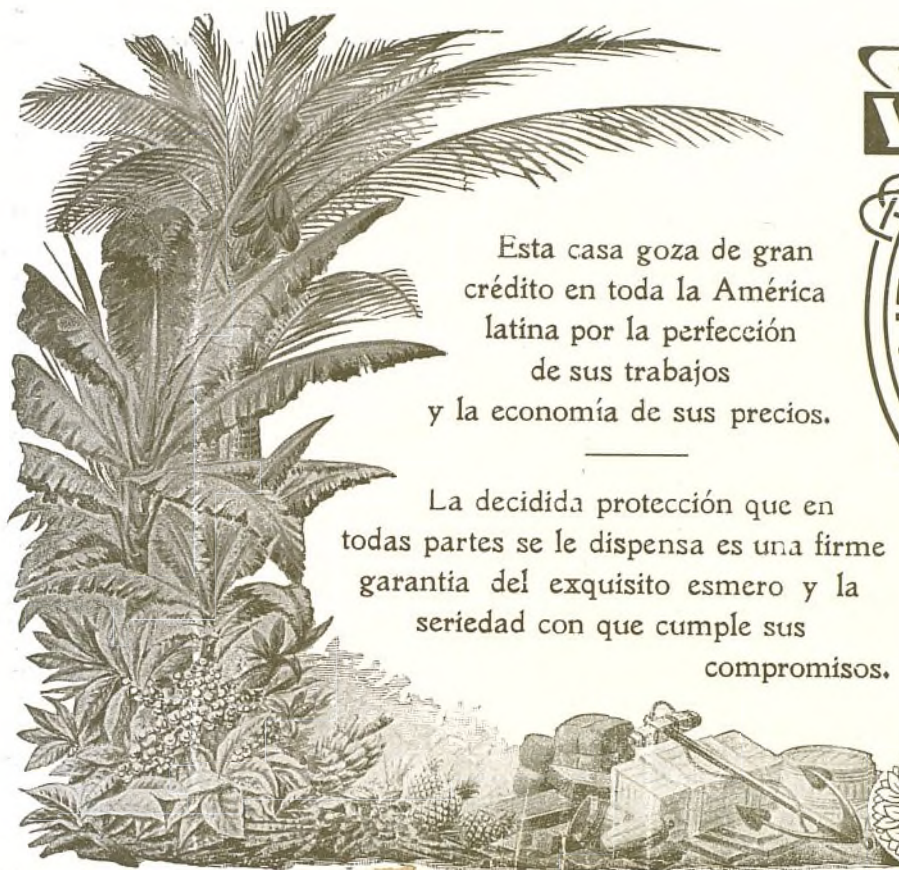 Esta casa goza de gran
crédito en toda la América
latina por la perfección
de sus trabajos
y la economía de sus precios.
La decidida protección que en
todas partes se le dispensa es una firme
garantia del exquisito esmero y la
seriedad con que cumple sus
compromisos.